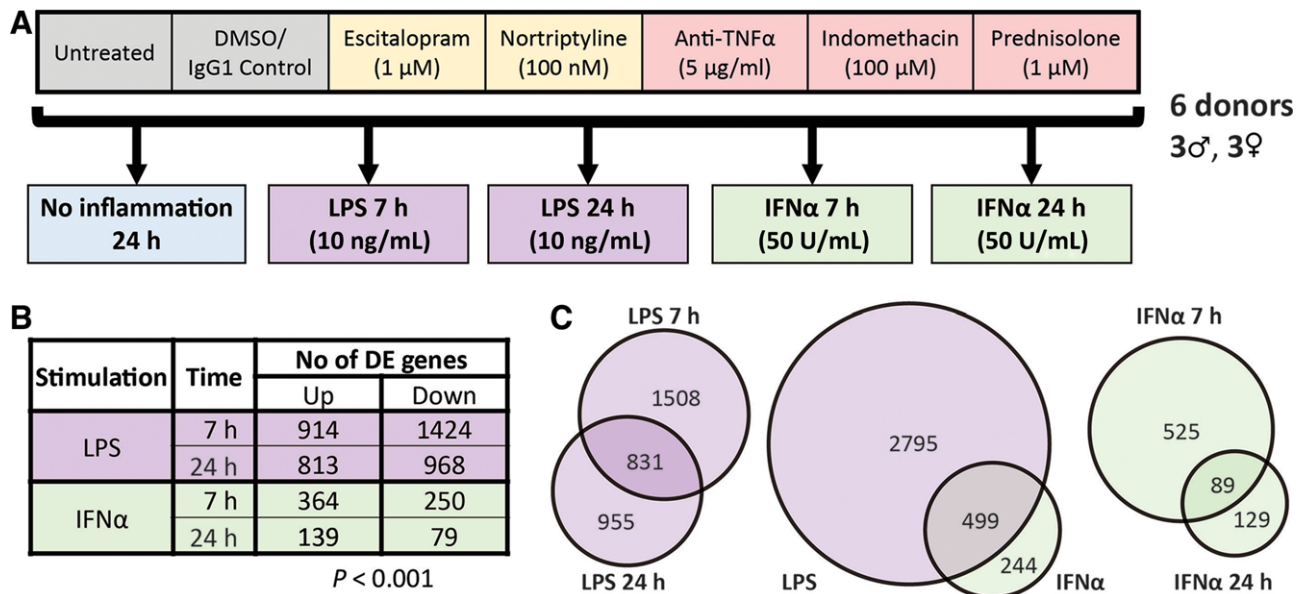 A
Untreated
DMSO/
IgG1 Control
Escitalopram
(1 μM)
Nortriptyline
(100 nM)
Anti-TNFα
(5 μg/ml)
Indomethacin
(100 μM)
Prednisolone
(1 μM)
6 donors
3♂, 3♀
No inflammation
24 h
LPS 7 h
(10 ng/mL)
LPS 24 h
(10 ng/mL)
IFNα 7 h
(50 U/mL)
IFNα 24 h
(50 U/mL)
B
Stimulation Time No of DE genes
Up Down
LPS 7 h 914 1424
24 h 813 968
IFNα 7 h 364 250
24 h 139 79
P < 0.001
C
LPS 7 h
1508
831
955
LPS 24 h
2795
499
244
LPS
IFNα
IFNα 7 h
525
89
129
IFNα 24 h